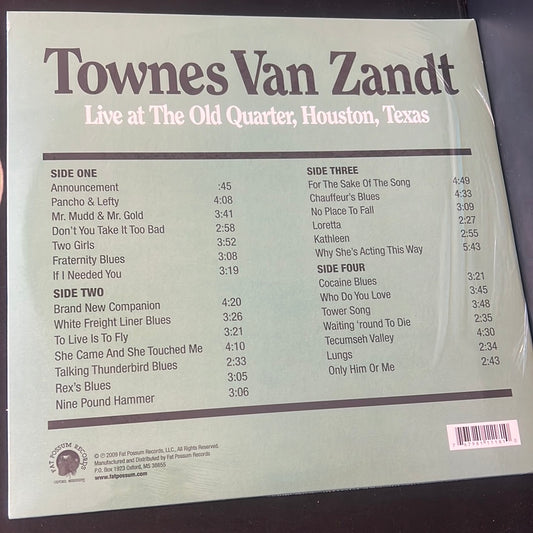 Townes Van Zandt
Live at The Old Quarter, Houston, Texas
SIDE ONE
Announcement :45
Pancho & Lefty 4:08
Mr. Mudd & Mr. Gold 3:41
Don't You Take It Too Bad 2:58
Two Girls 3:52
Fraternity Blues 3:08
If I Needed You 3:19
SIDE TWO
Brand New Companion 4:20
White Freight Liner Blues 3:26
To Live Is To Fly 3:21
She Came And She Touched Me 4:10
Talking Thunderbird Blues 2:33
Rex's Blues 3:05
Nine Pound Hammer 3:06
SIDE THREE
For The Sake Of The Song 4:49
Chauffeur's Blues 4:33
No Place To Fall 3:09
Loretta 2:27
Kathleen 2:55
Why She's Acting This Way 5:43
SIDE FOUR
Cocaine Blues 3:21
Who Do You Love 3:45
Tower Song 3:48
Waiting 'round To Die 2:35
Tecumseh Valley 4:30
Lungs 2:34
Only Him Or Me 2:43
FAT POSSUM RECORDS
© ℗ 2009 Fat Possum Records, LLC., All Rights Reserved.
Manufactured and Distributed by Fat Possum Records
P.O. Box 1923 Oxford, MS 38655
www.fatpossum.com